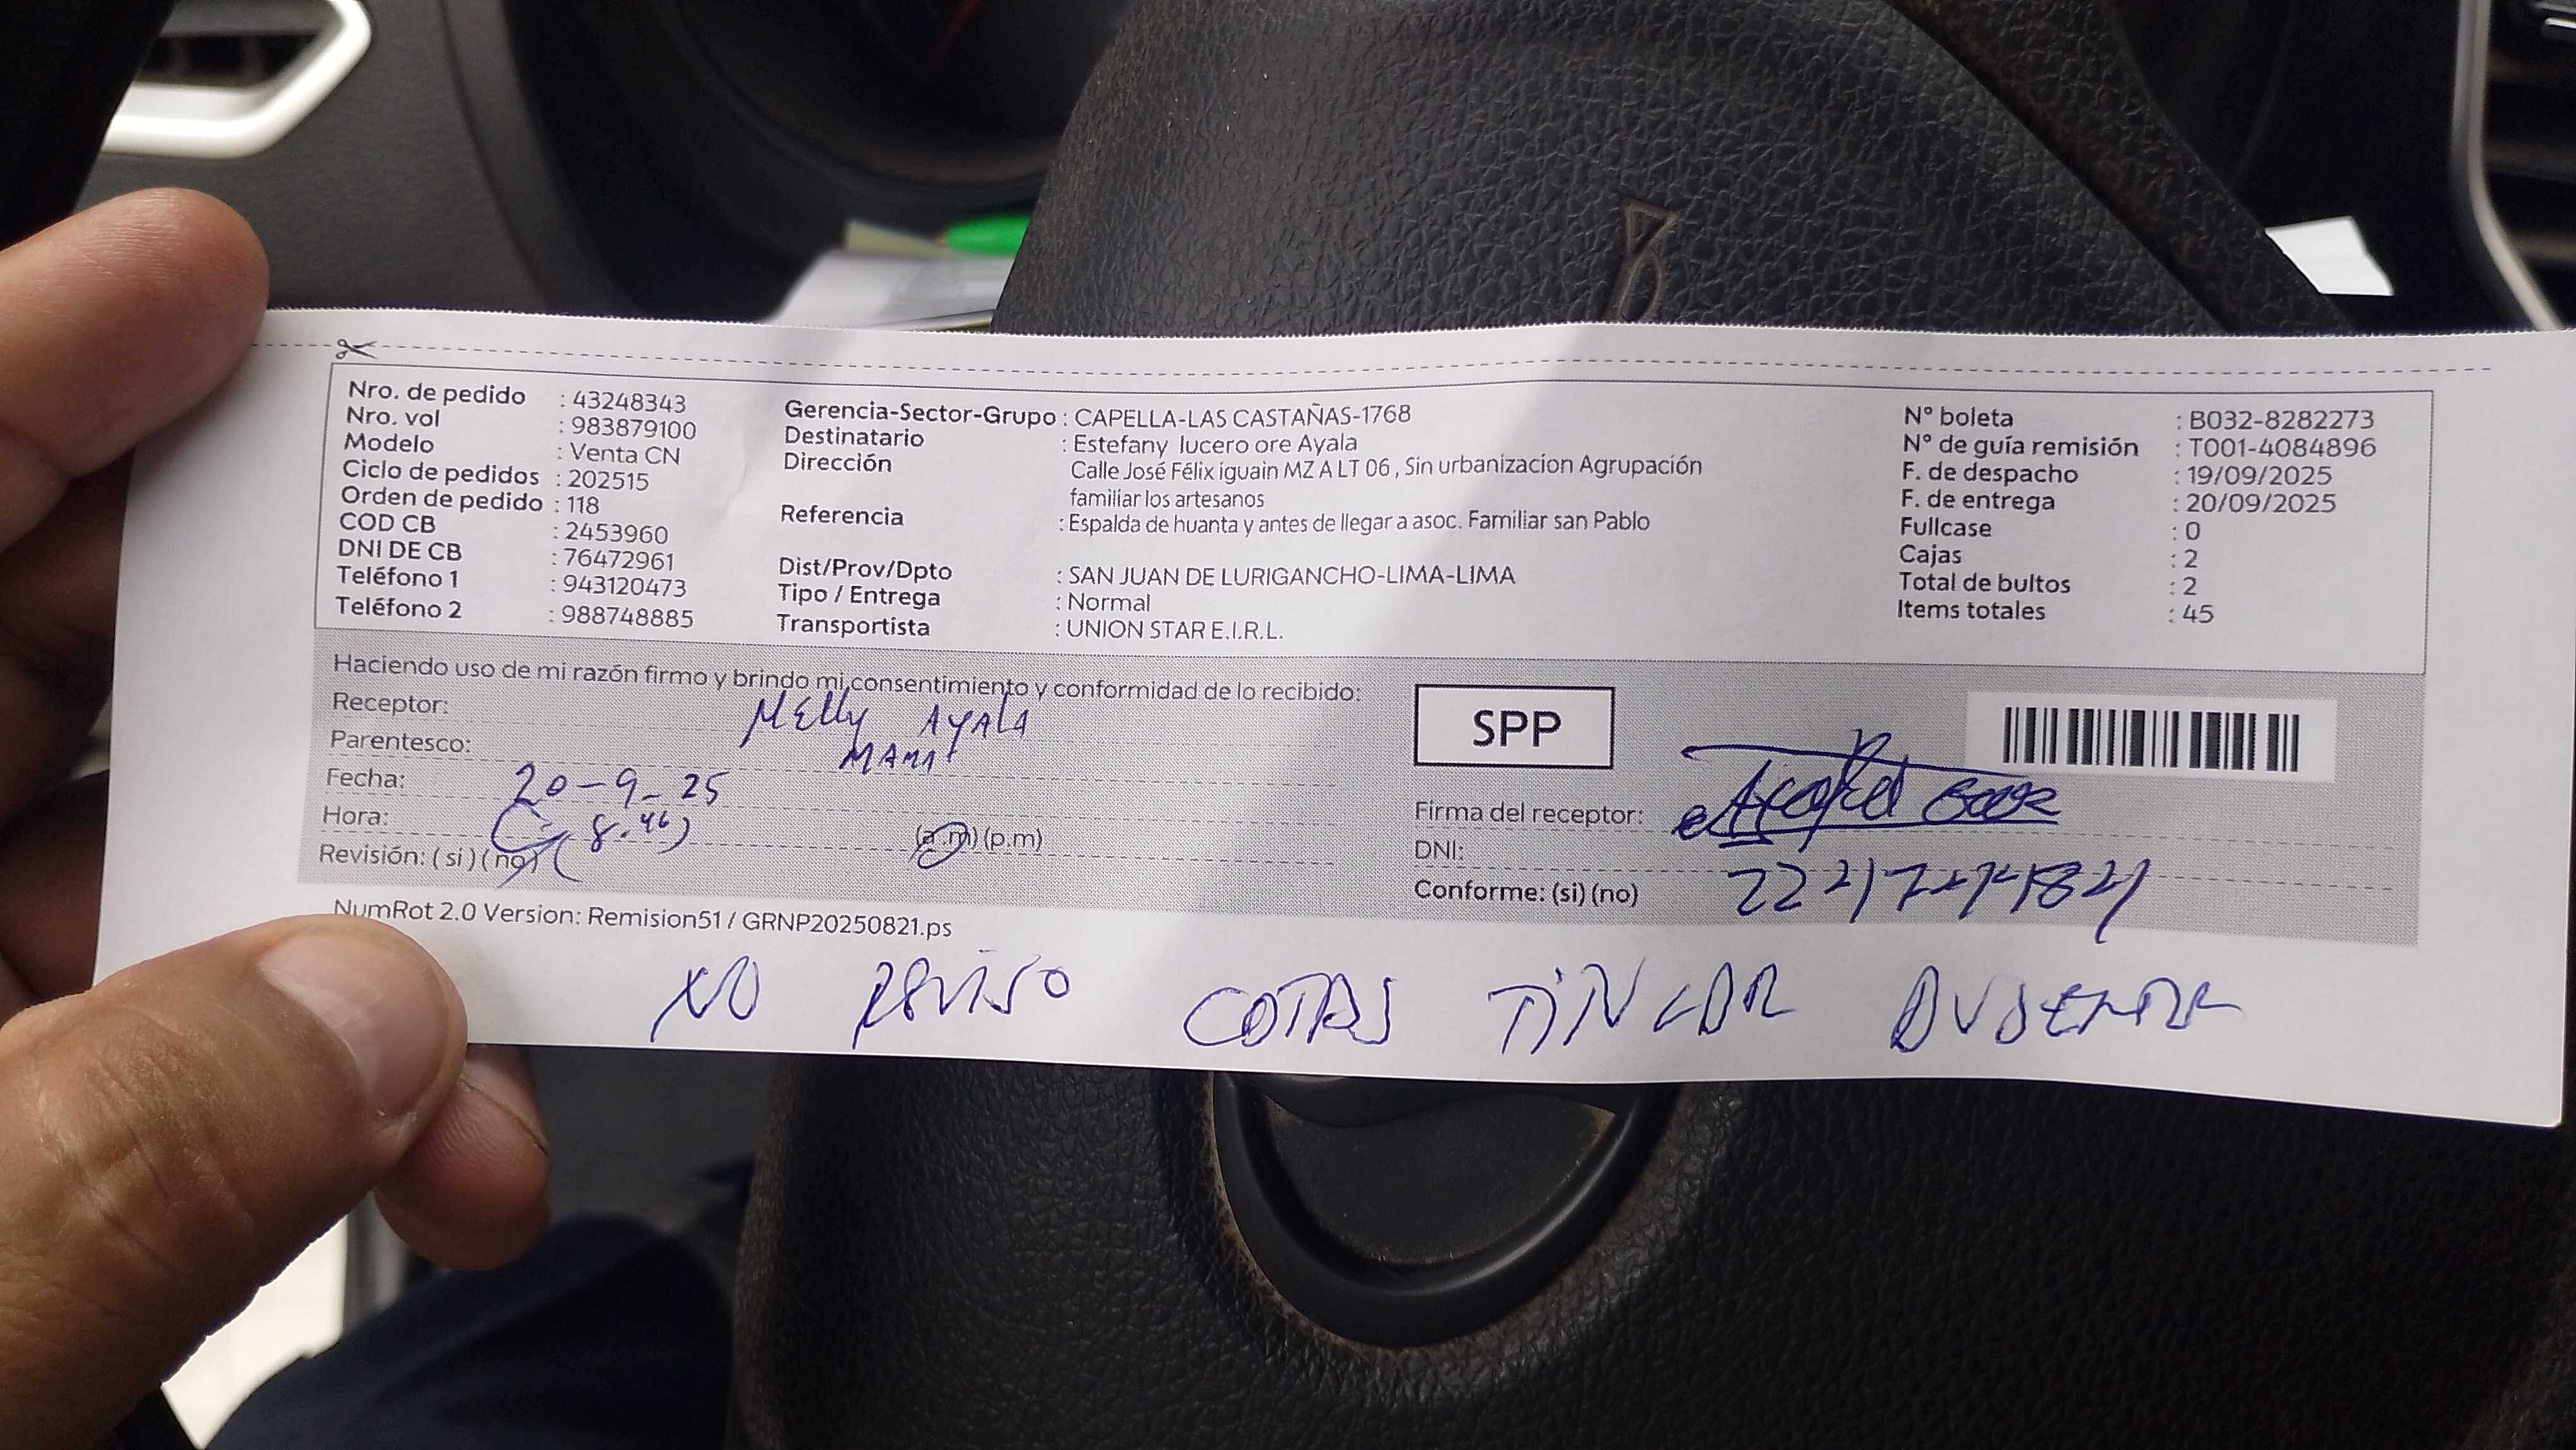 Nro. de pedido : 43248343
Nro. vol : 983879100
Modelo : Venta CN
Ciclo de pedidos : 202515
Orden de pedido : 118
COD CB : 2453960
DNI DE CB : 76472961
Teléfono 1 : 943120473
Teléfono 2 : 988748885
Gerencia-Sector-Grupo : CAPELLA-LAS CASTAÑAS-1768
Destinatario : Estefany lucero ore Ayala
Dirección Calle José Félix iguain MZ A LT 06 , Sin urbanizacion Agrupación
familiar los artesanos
Referencia : Espalda de huanta y antes de llegar a asoc. Familiar san Pablo
Dist/Prov/Dpto : SAN JUAN DE LURIGANCHO-LIMA-LIMA
Tipo / Entrega : Normal
Transportista : UNION STAR E.I.R.L.
N° boleta : B032-8282273
N° de guía remisión : T001-4084896
F. de despacho : 19/09/2025
F. de entrega : 20/09/2025
Fullcase : 0
Cajas : 2
Total de bultos : 2
Items totales : 45
Haciendo uso de mi razón firmo y brindo mi consentimiento y conformidad de lo recibido:
Receptor: MElly AYALA
Parentesco: MAMA
Fecha: 20-9-25
Hora: 8.46 (a.m) (p.m)
Revisión: ( si ) ( no )
SPP
Firma del receptor:
DNI:
Conforme: (si) (no)
NumRot 2.0 Version: Remision51 / GRNP20250821.ps
NO REVISO